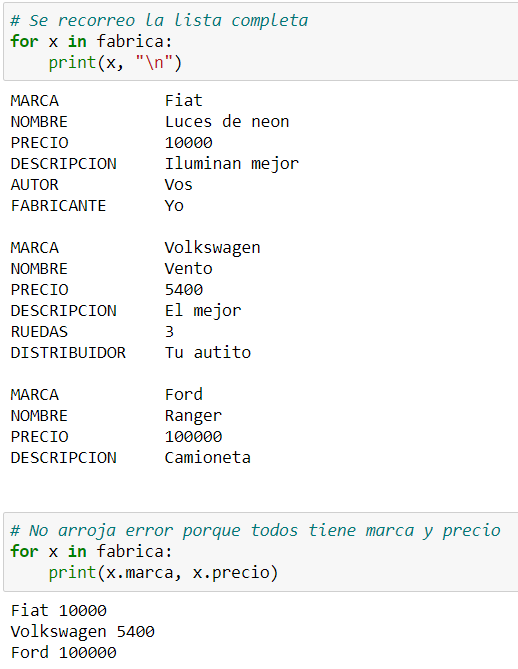 # Se recorreo la lista completa
for x in fabrica:
    print(x, "\n")
MARCA           Fiat
NOMBRE          Luces de neon
PRECIO          10000
DESCRIPCION     Iluminan mejor
AUTOR           Vos
FABRICANTE      Yo
MARCA           Volkswagen
NOMBRE          Vento
PRECIO          5400
DESCRIPCION     El mejor
RUEDAS          3
DISTRIBUIDOR    Tu autito
MARCA           Ford
NOMBRE          Ranger
PRECIO          100000
DESCRIPCION     Camioneta
# No arroja error porque todos tiene marca y precio
for x in fabrica:
    print(x.marca, x.precio)
Fiat 10000
Volkswagen 5400
Ford 100000